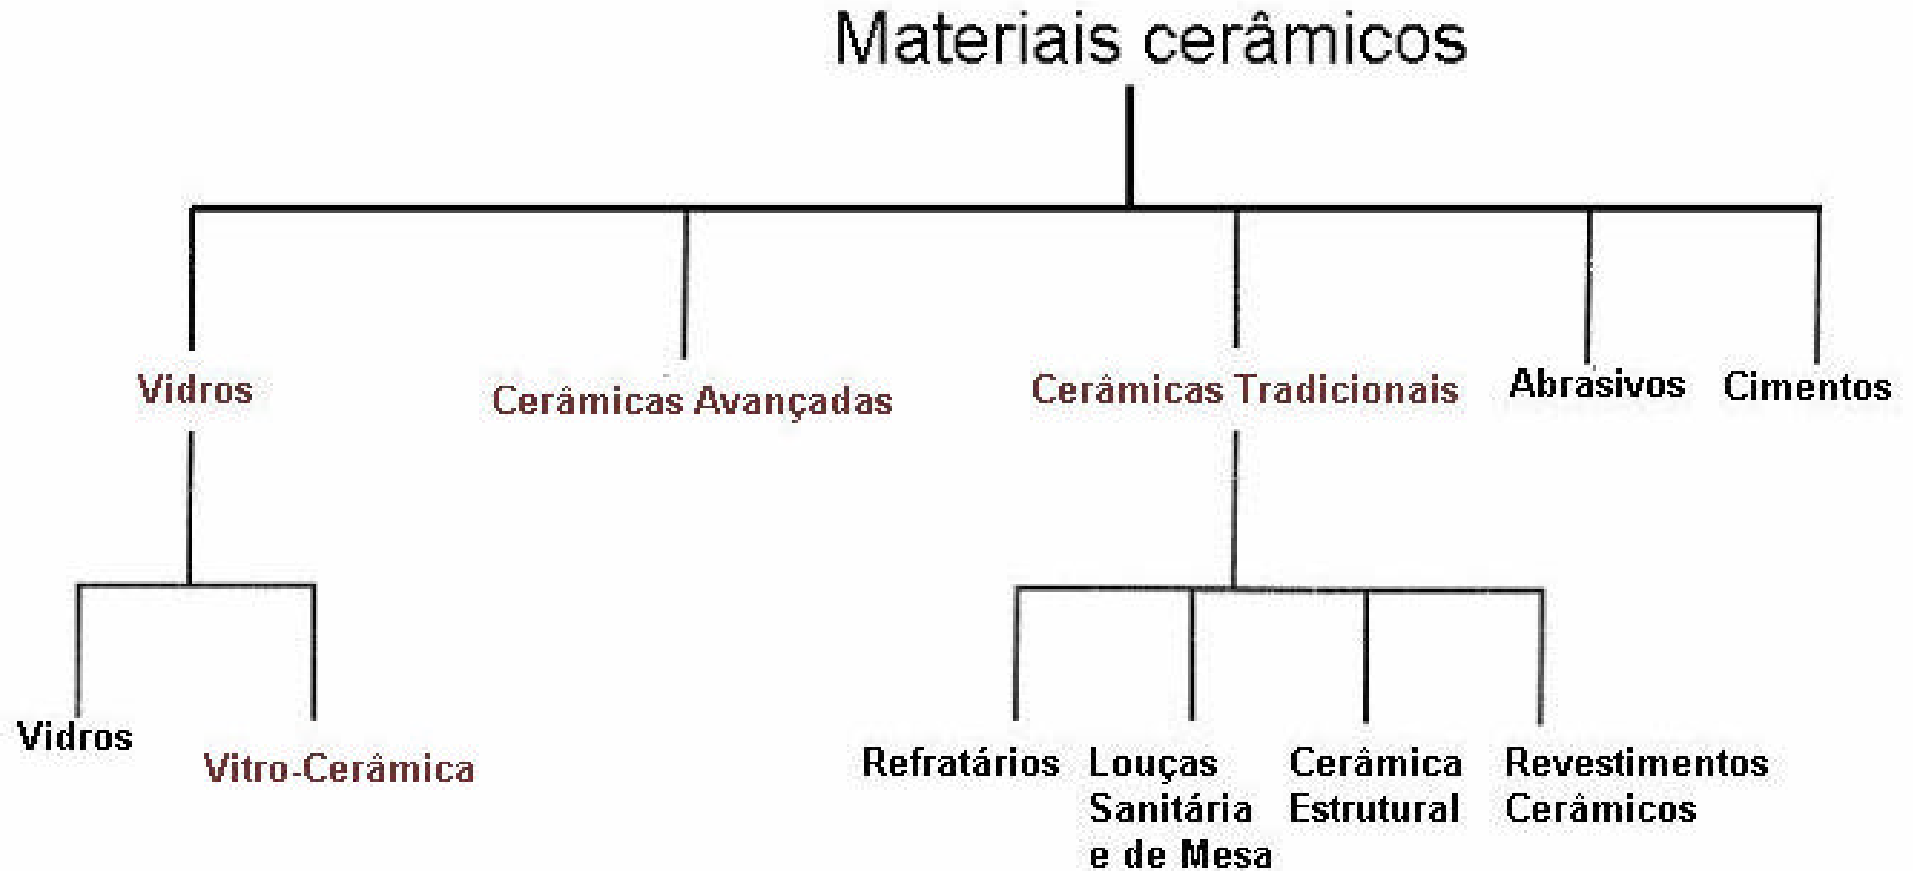 Materiais cerâmicos
Vidros
Cerâmicas Avançadas
Cerâmicas Tradicionais
Abrasivos
Cimentos
Vidros
Vitro-Cerâmica
Refratários
Louças
Sanitária
e de Mesa
Cerâmica
Estrutural
Revestimentos
Cerâmicos